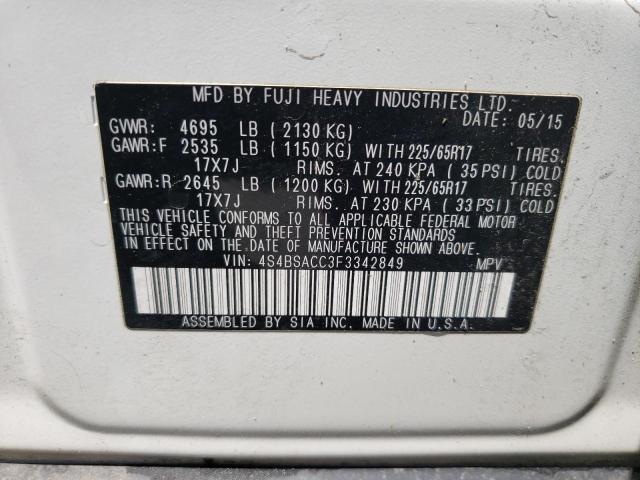 MFD BY FUJI HEAVY INDUSTRIES LTD.
DATE: 05/15
GVWR: 4695 LB ( 2130 KG)
GAWR:F 2535 LB ( 1150 KG) WITH 225/65R17 TIRES.
17X7J RIMS. AT 240 KPA ( 35 PSI) COLD
GAWR:R 2645 LB ( 1200 KG) WITH 225/65R17 TIRES.
17X7J RIMS. AT 230 KPA ( 33 PSI) COLD
THIS VEHICLE CONFORMS TO ALL APPLICABLE FEDERAL MOTOR
VEHICLE SAFETY AND THEFT PREVENTION STANDARDS
IN EFFECT ON THE DATE OF MANUFACTURE SHOWN ABOVE.
VIN: 4S4BSACC3F3342849 MPV
ASSEMBLED BY SIA INC. MADE IN U.S.A.